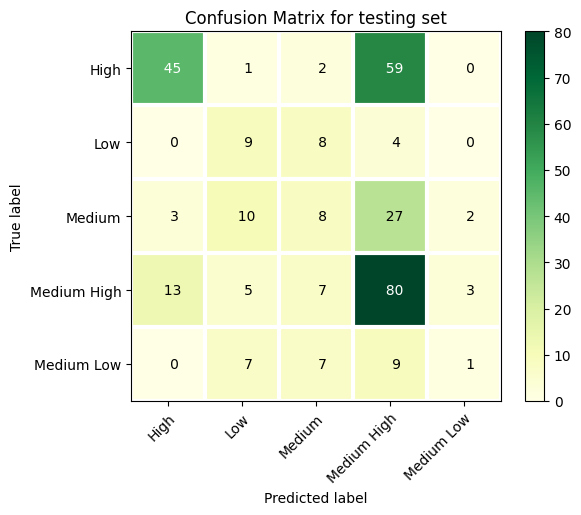 Confusion Matrix for testing set
True label
High 45 1 2 59 0
Low 0 9 8 4 0
Medium 3 10 8 27 2
Medium High 13 5 7 80 3
Medium Low 0 7 7 9 1
High Low Medium Medium High Medium Low
Predicted label
80
70
60
50
40
30
20
10
0